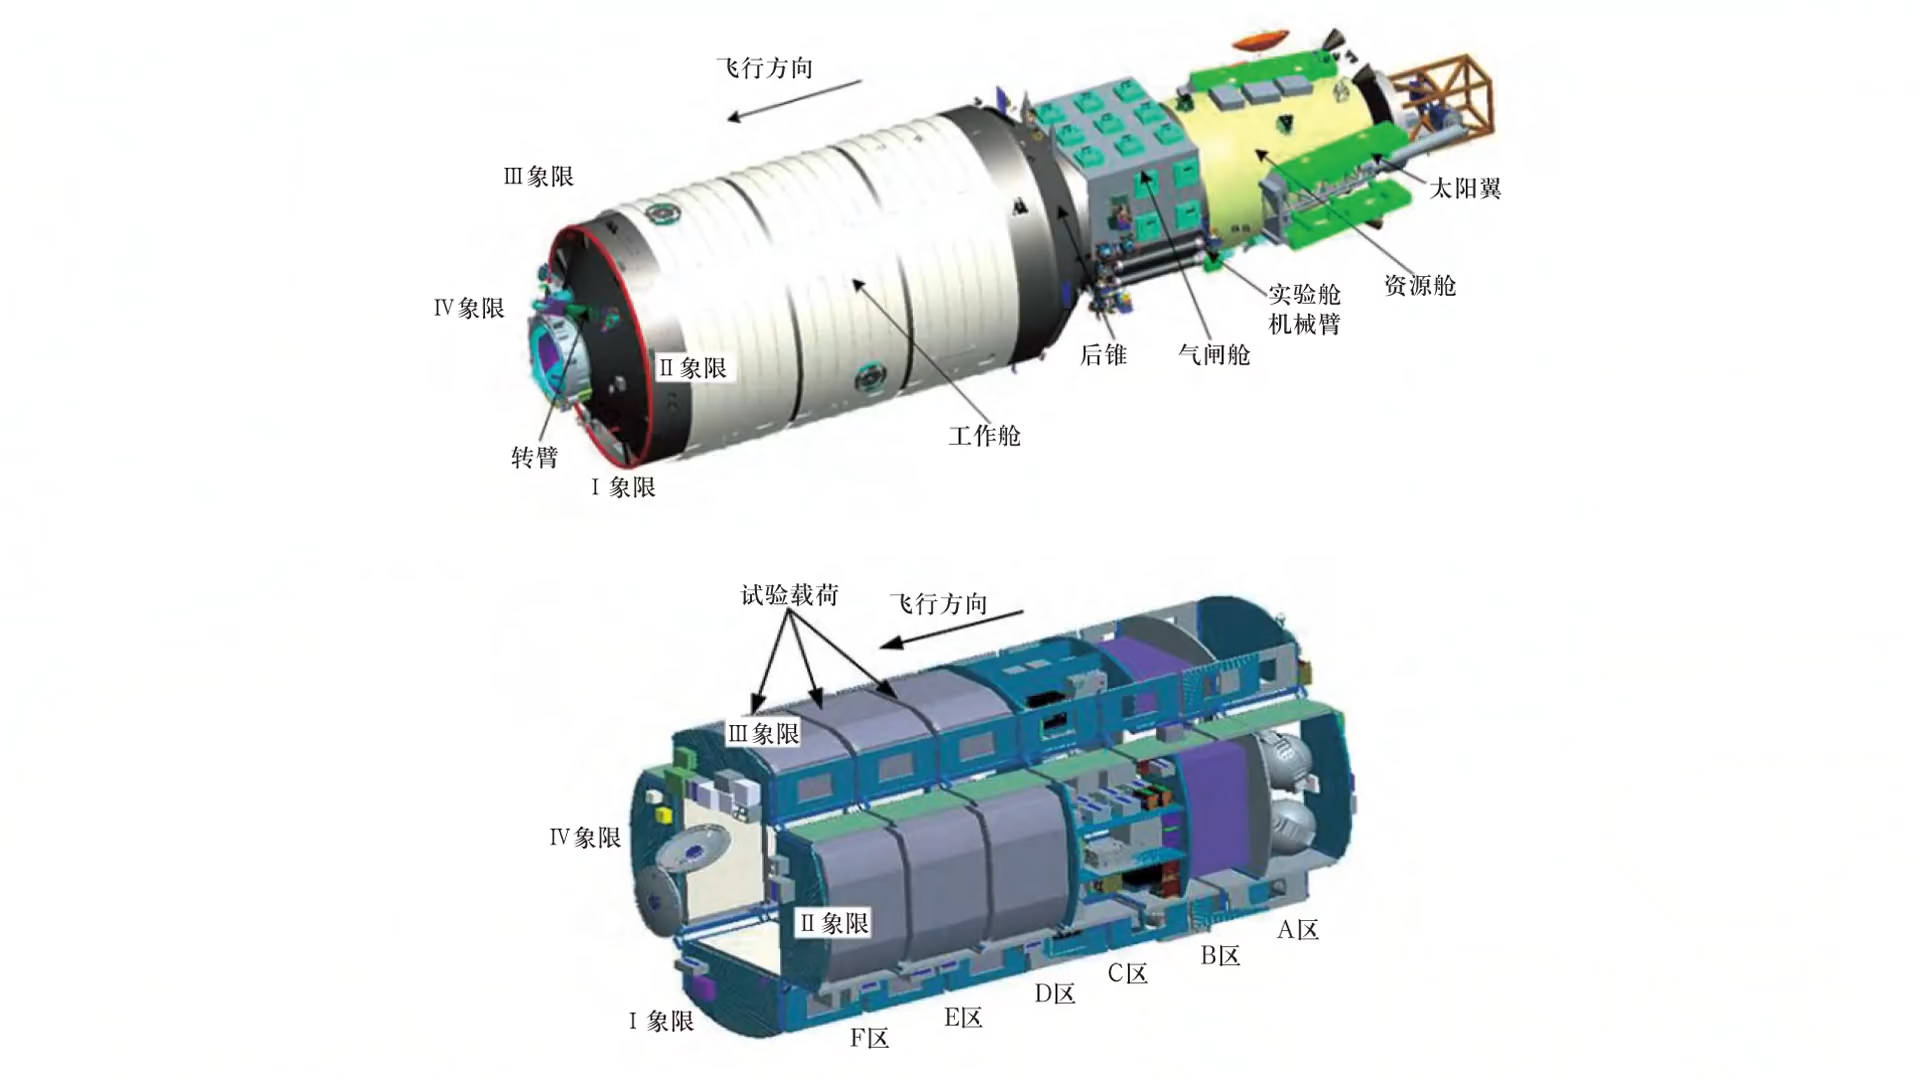 飞行方向
Ⅲ象限
太阳翼
资源舱
实验舱
机械臂
Ⅳ象限
后锥
气闸舱
Ⅱ象限
工作舱
转臂
Ⅰ象限
试验载荷
飞行方向
Ⅲ象限
Ⅳ象限
Ⅱ象限
A区
B区
C区
D区
E区
F区
Ⅰ象限